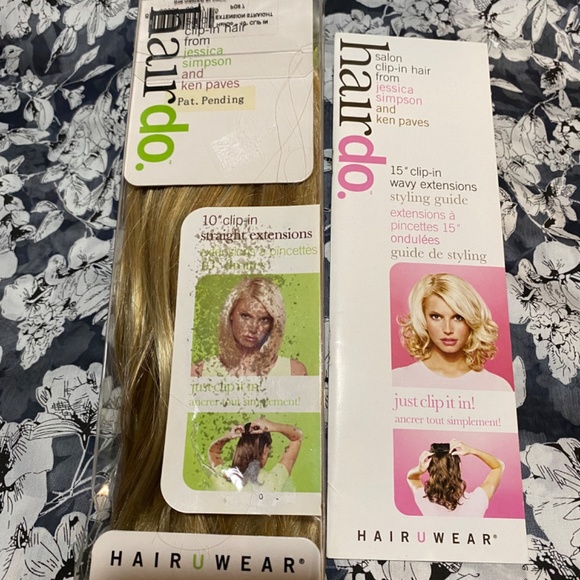 hairdo.
clip-in hair
from
jessica
simpson
and
ken paves
Pat. Pending
10" clip-in
straight extensions
à pincettes
just clip it in!
ancrer tout simplement!
HAIRUWEAR®
hairdo.
salon
clip-in hair
from
jessica
simpson
and
ken paves
15" clip-in
wavy extensions
styling guide
extensions à
pincettes 15"
ondulées
guide de styling
just clip it in!
ancrer tout simplement!
HAIRUWEAR®